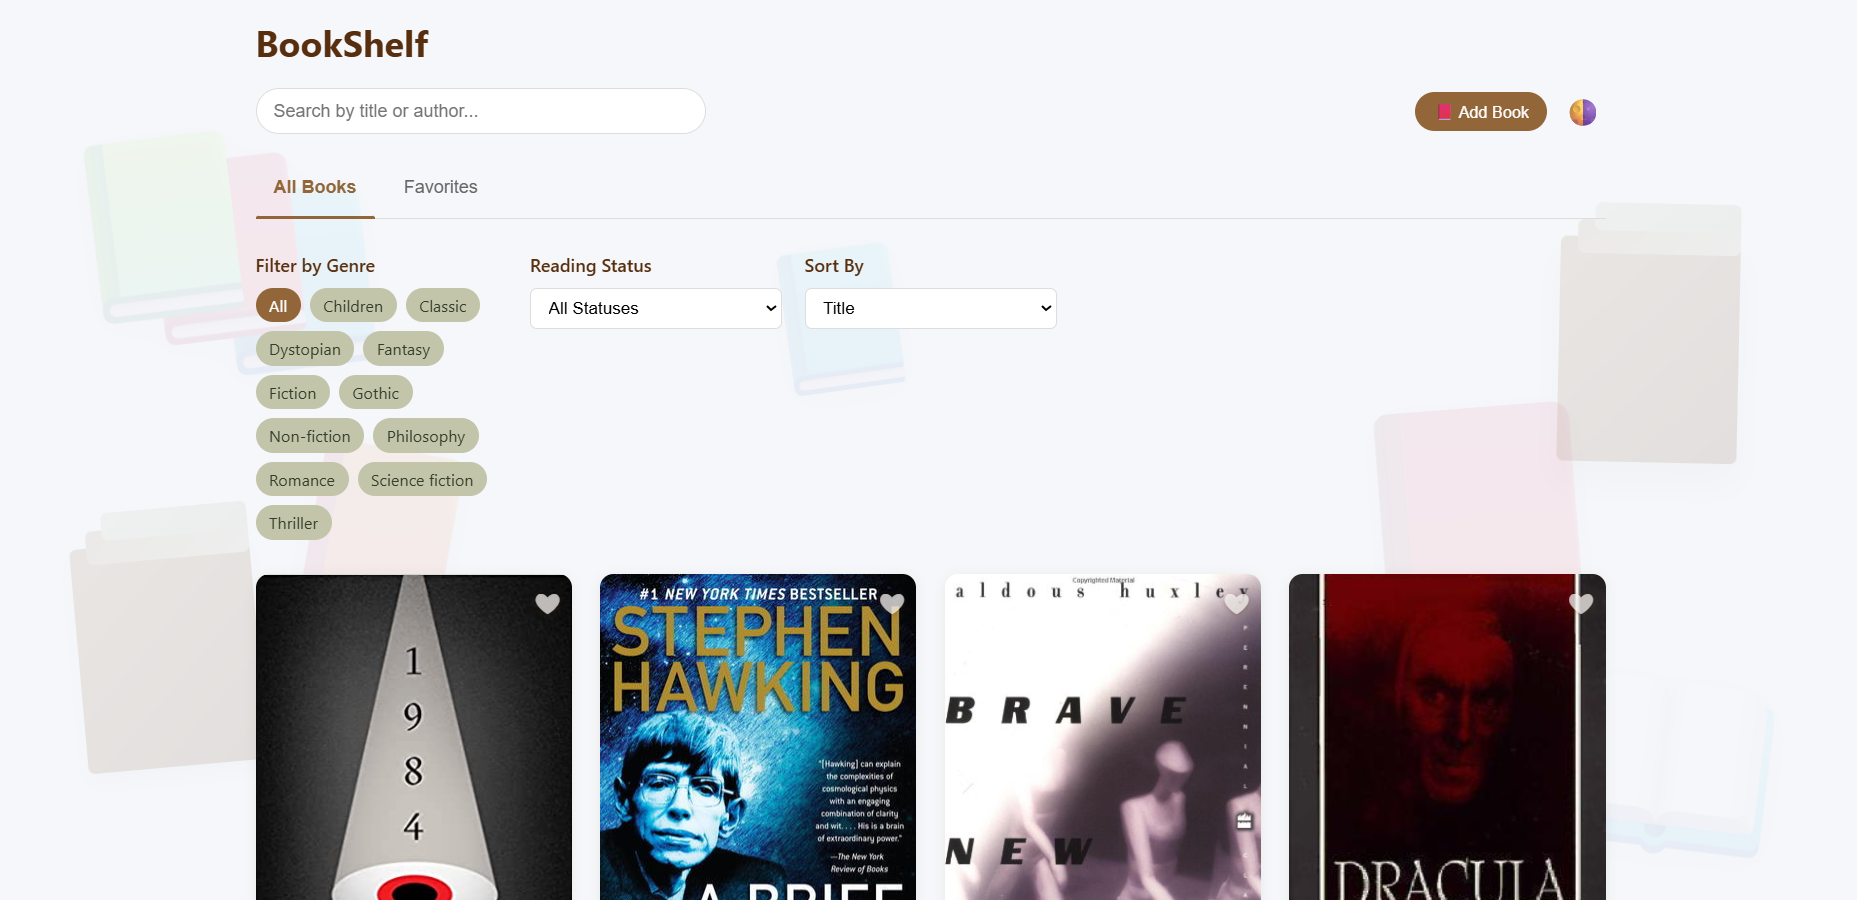 BookShelf
Search by title or author...
Add Book
All Books
Favorites
Filter by Genre
Reading Status
Sort By
All
Children
Classic
All Statuses
Title
Dystopian
Fantasy
Fiction
Gothic
Non-fiction
Philosophy
Romance
Science fiction
Thriller
1
9
8
4
#1 NEW YORK TIMES BESTSELLER
STEPHEN
HAWKING
"[Hawking] can explain
the complexities of
cosmological physics
with an engaging
combination of clarity
and wit. . . . His is a brain
of extraordinary power."
—The New York
Review of Books
A BRIEF
Copyrighted Material
aldous huxley
BRAVE
NEW
PERENNIAL
DRACULA